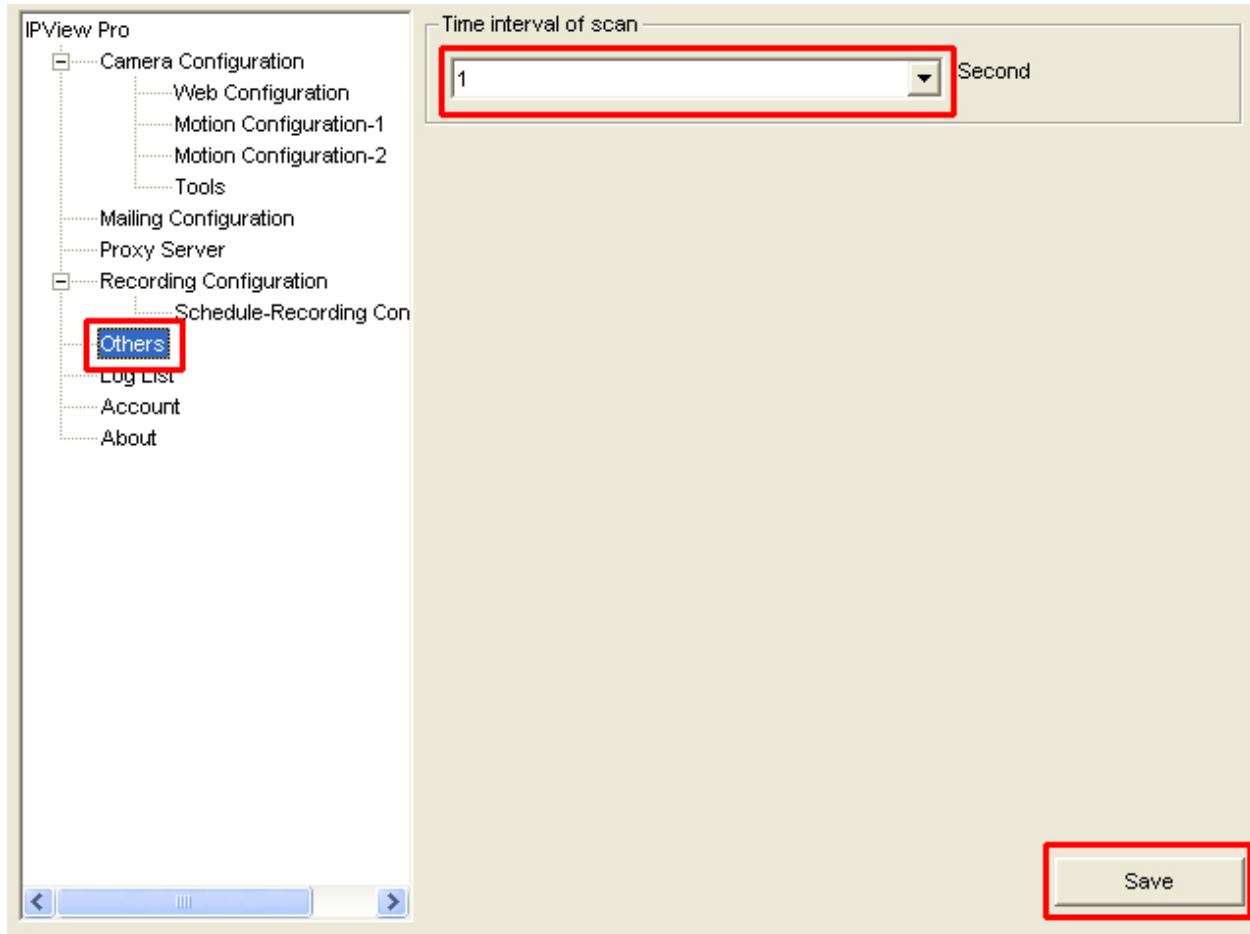 IPView Pro
Camera Configuration
Web Configuration
Motion Configuration-1
Motion Configuration-2
Tools
Mailing Configuration
Proxy Server
Recording Configuration
Schedule-Recording Con
Others
Log List
Account
About
Time interval of scan
1
Second
Save